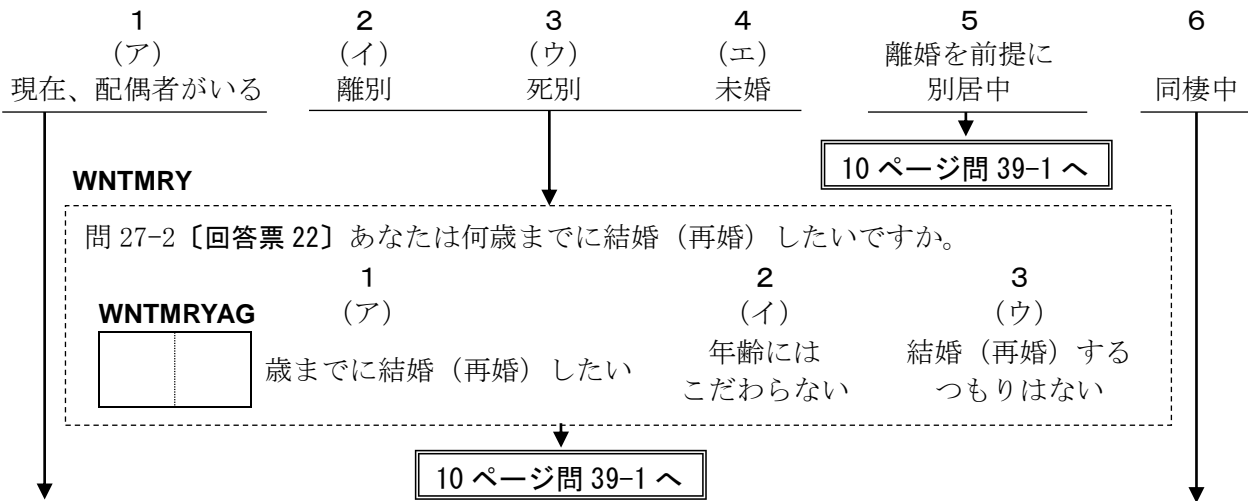 1 2 3 4 5 6
（ア） （イ） （ウ） （エ） 離婚を前提に
現在、配偶者がいる 離別 死別 未婚 別居中 同棲中
10 ページ問 39-1 へ
WNTMRY
問 27-2〔回答票 22〕あなたは何歳までに結婚（再婚）したいですか。
1 2 3
WNTMRYAG （ア） （イ） （ウ）
歳までに結婚（再婚）したい 年齢には 結婚（再婚）する
こだわらない つもりはない
10 ページ問 39-1 へ